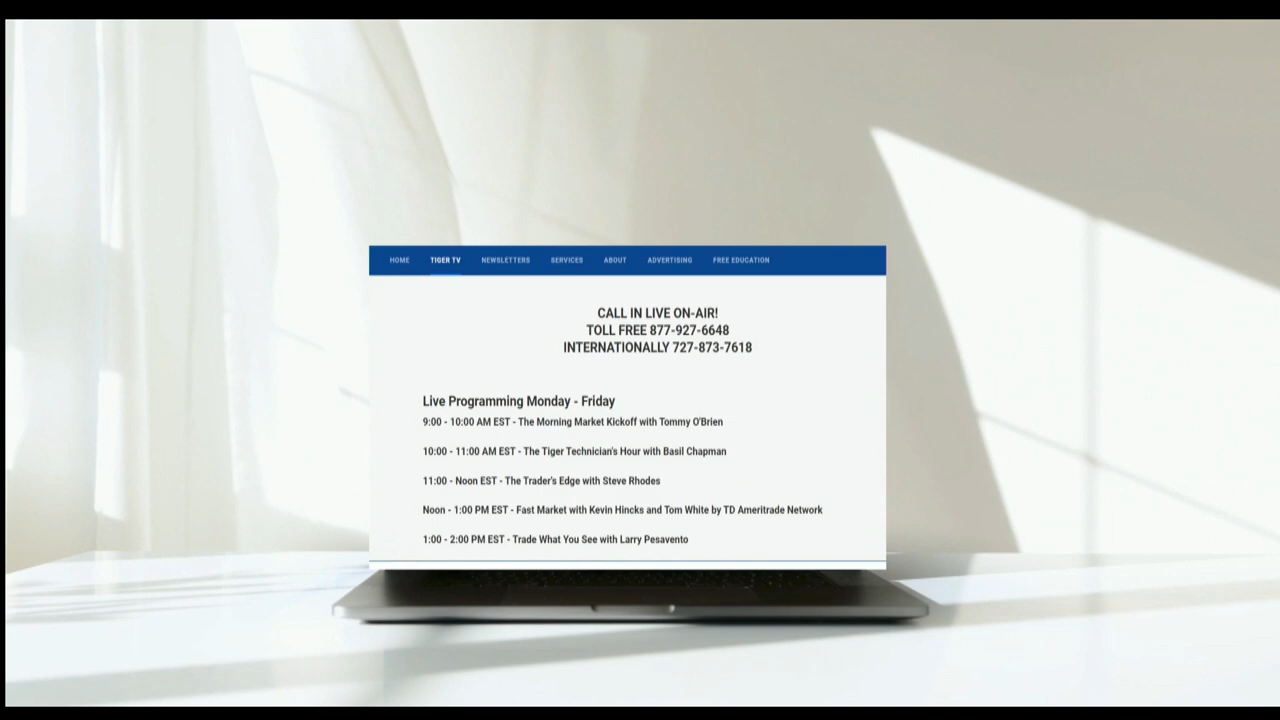 HOME TIGER TV NEWSLETTERS SERVICES ABOUT ADVERTISING FREE EDUCATION
CALL IN LIVE ON-AIR!
TOLL FREE 877-927-6648
INTERNATIONALLY 727-873-7618
Live Programming Monday - Friday
9:00 - 10:00 AM EST - The Morning Market Kickoff with Tommy O'Brien
10:00 - 11:00 AM EST - The Tiger Technician's Hour with Basil Chapman
11:00 - Noon EST - The Trader's Edge with Steve Rhodes
Noon - 1:00 PM EST - Fast Market with Kevin Hincks and Tom White by TD Ameritrade Network
1:00 - 2:00 PM EST - Trade What You See with Larry Pesavento